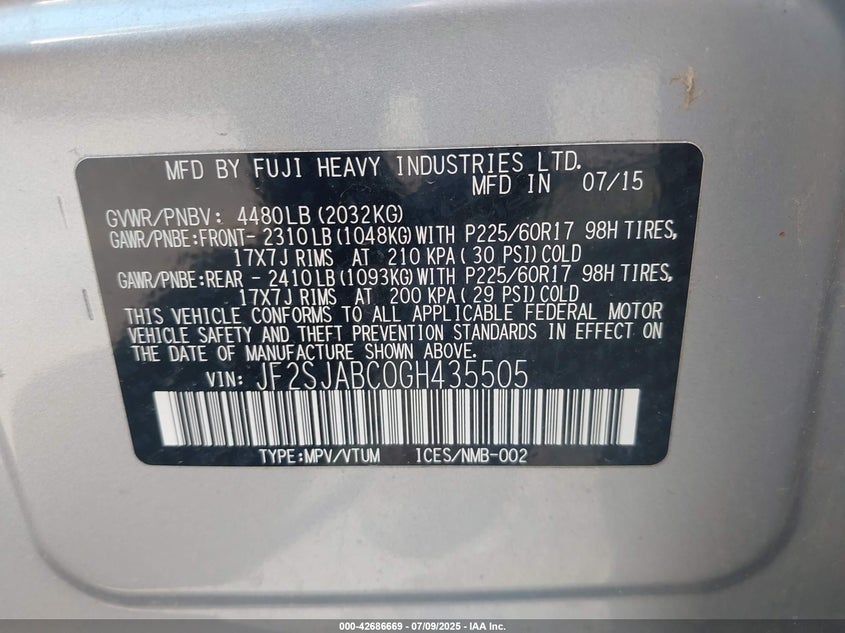 MFD BY FUJI HEAVY INDUSTRIES LTD.
MFD IN 07/15
GVWR/PNBV: 4480LB(2032KG)
GAWR/PNBE:FRONT- 2310LB(1048KG)WITH P225/60R17 98H TIRES,
17X7J RIMS AT 210 KPA( 30 PSI)COLD
GAWR/PNBE:REAR - 2410LB(1093KG)WITH P225/60R17 98H TIRES,
17X7J RIMS AT 200 KPA( 29 PSI)COLD
THIS VEHICLE CONFORMS TO ALL APPLICABLE FEDERAL MOTOR
VEHICLE SAFETY AND THEFT PREVENTION STANDARDS IN EFFECT ON
THE DATE OF MANUFACTURE SHOWN ABOVE.
VIN: JF2SJABC0GH435505
TYPE:MPV/VTUM ICES/NMB-002
000-42686669 - 07/09/2025 - IAA Inc.